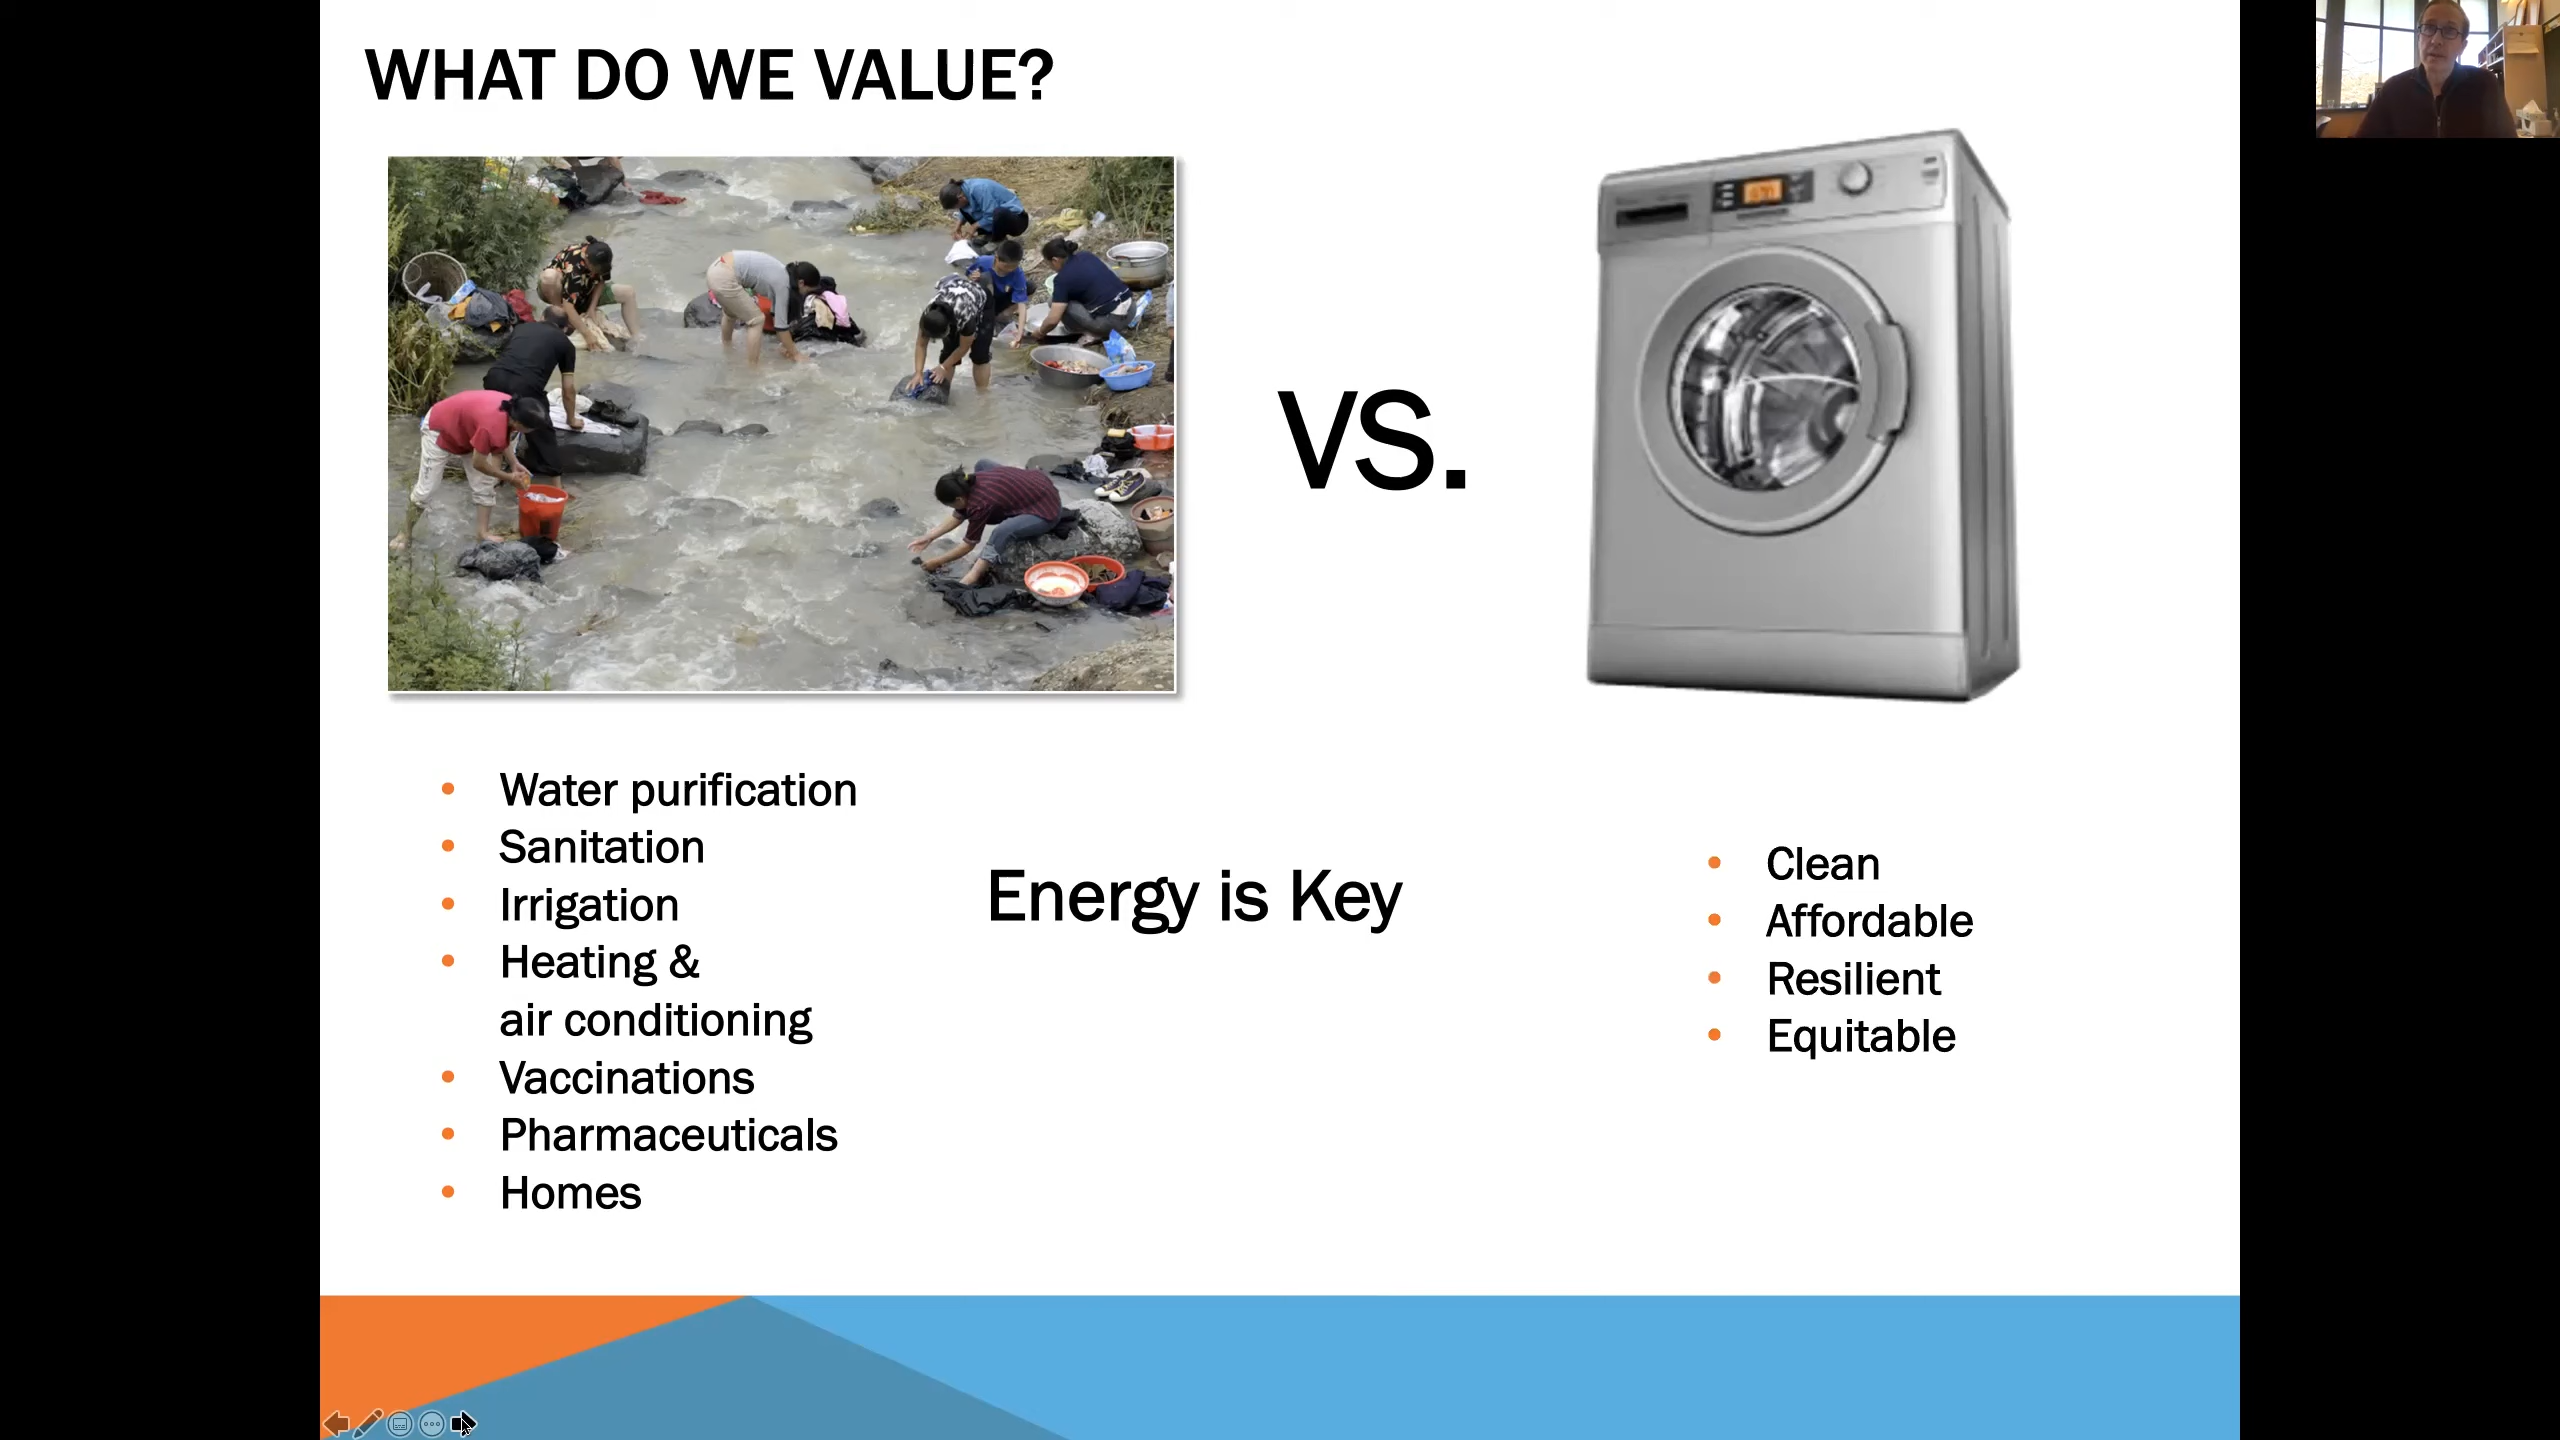 WHAT DO WE VALUE?
VS.
Water purification
Sanitation
Irrigation
Heating &
air conditioning
Vaccinations
Pharmaceuticals
Homes
Energy is Key
Clean
Affordable
Resilient
Equitable